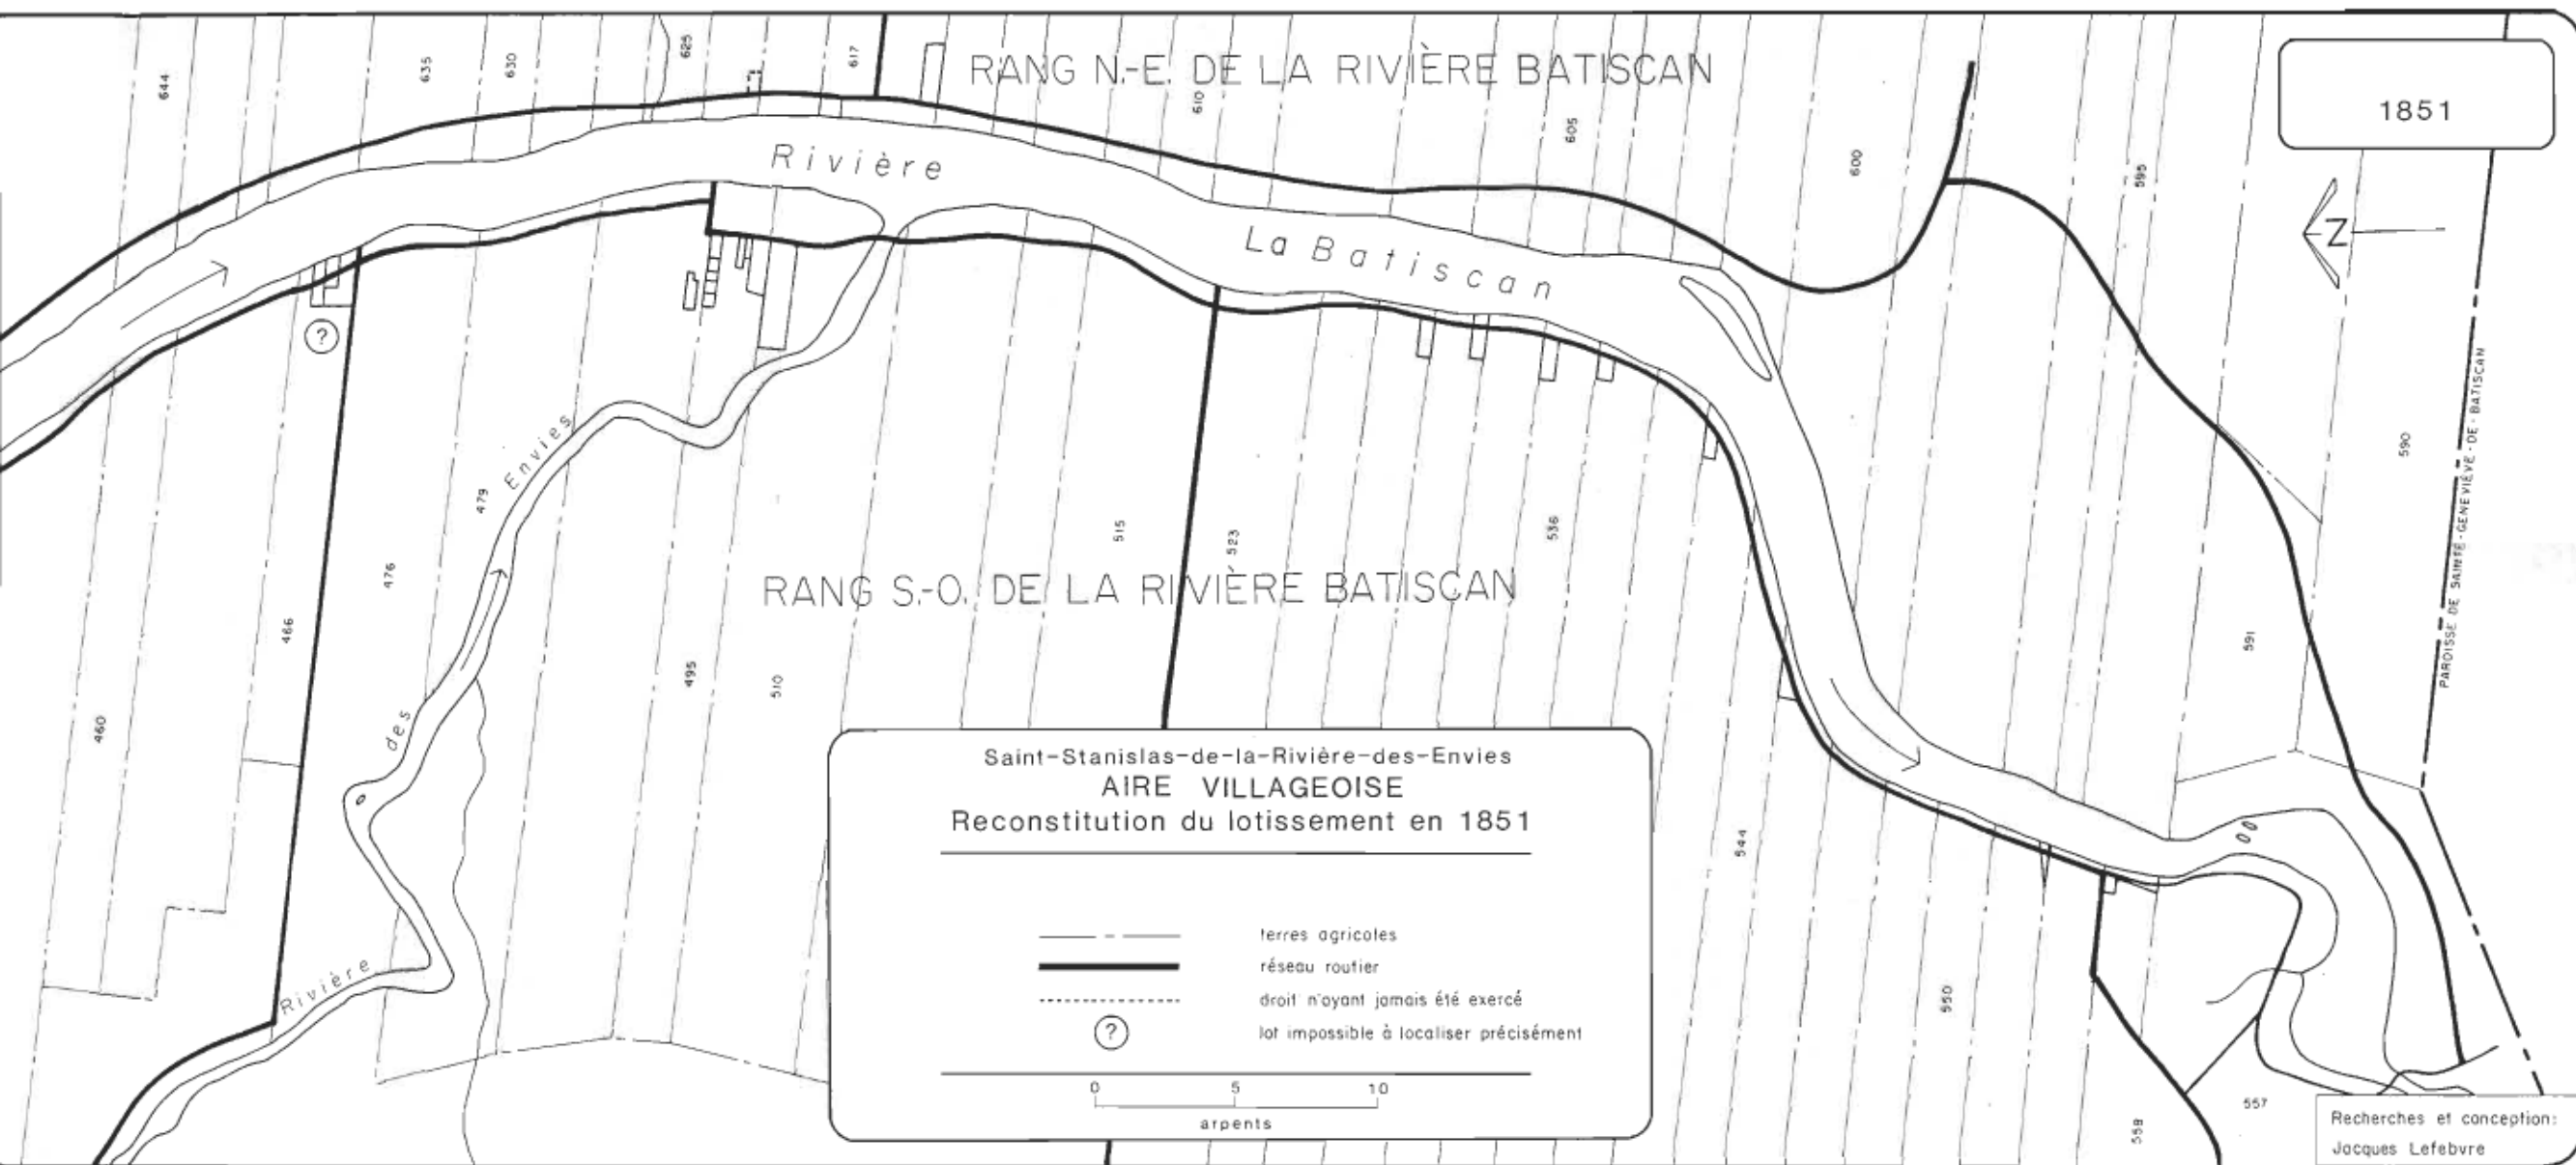 644
635
630
625
617
RANG N.-E. DE LA RIVIÈRE BATISCAN
610
605
600
595
1851
Rivière
La Batiscan
N
?
590
PAROISSE DE SAINTE-GENEVIÈVE-DE-BATISCAN
460
466
476
479
Rivière des Envies
495
510
515
523
536
RANG S.-O. DE LA RIVIÈRE BATISCAN
544
550
591
559
557
Saint-Stanislas-de-la-Rivière-des-Envies
AIRE VILLAGEOISE
Reconstitution du lotissement en 1851
terres agricoles
réseau routier
droit n'ayant jamais été exercé
? lot impossible à localiser précisément
0 5 10
arpents
Recherches et conception:
Jacques Lefebvre